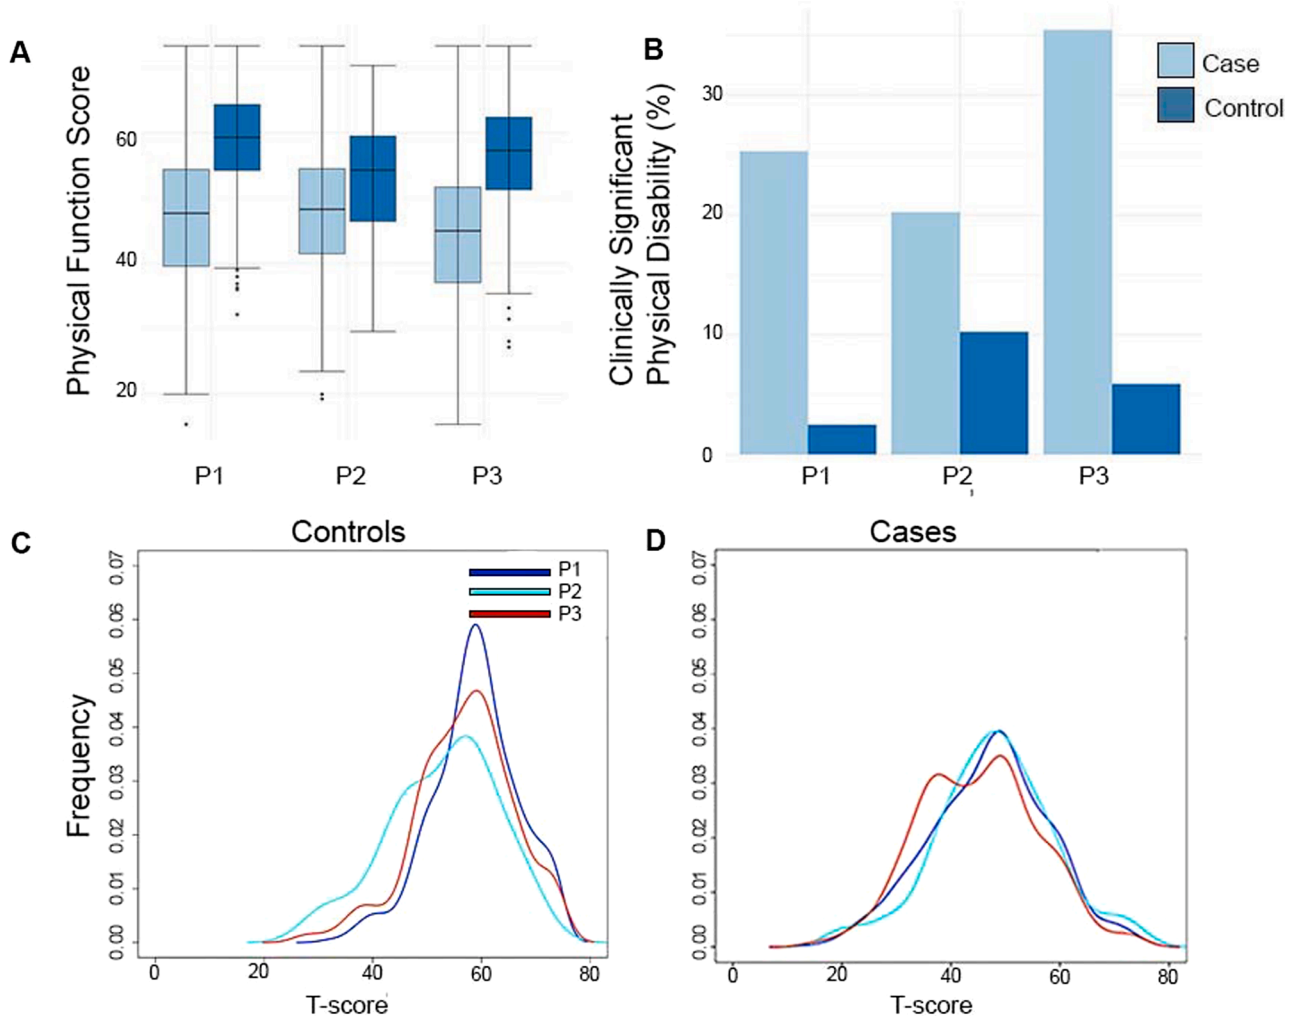 A
Physical Function Score
60
40
20
P1
P2
P3
B
Clinically Significant
Physical Disability (%)
30
20
10
0
P1
P2
P3
Case
Control
C
Controls
Frequency
0.07
0.06
0.05
0.04
0.03
0.02
0.01
0.00
P1
P2
P3
0
20
40
60
80
T-score
D
Cases
0.07
0.06
0.05
0.04
0.03
0.02
0.01
0.00
0
20
40
60
80
T-score